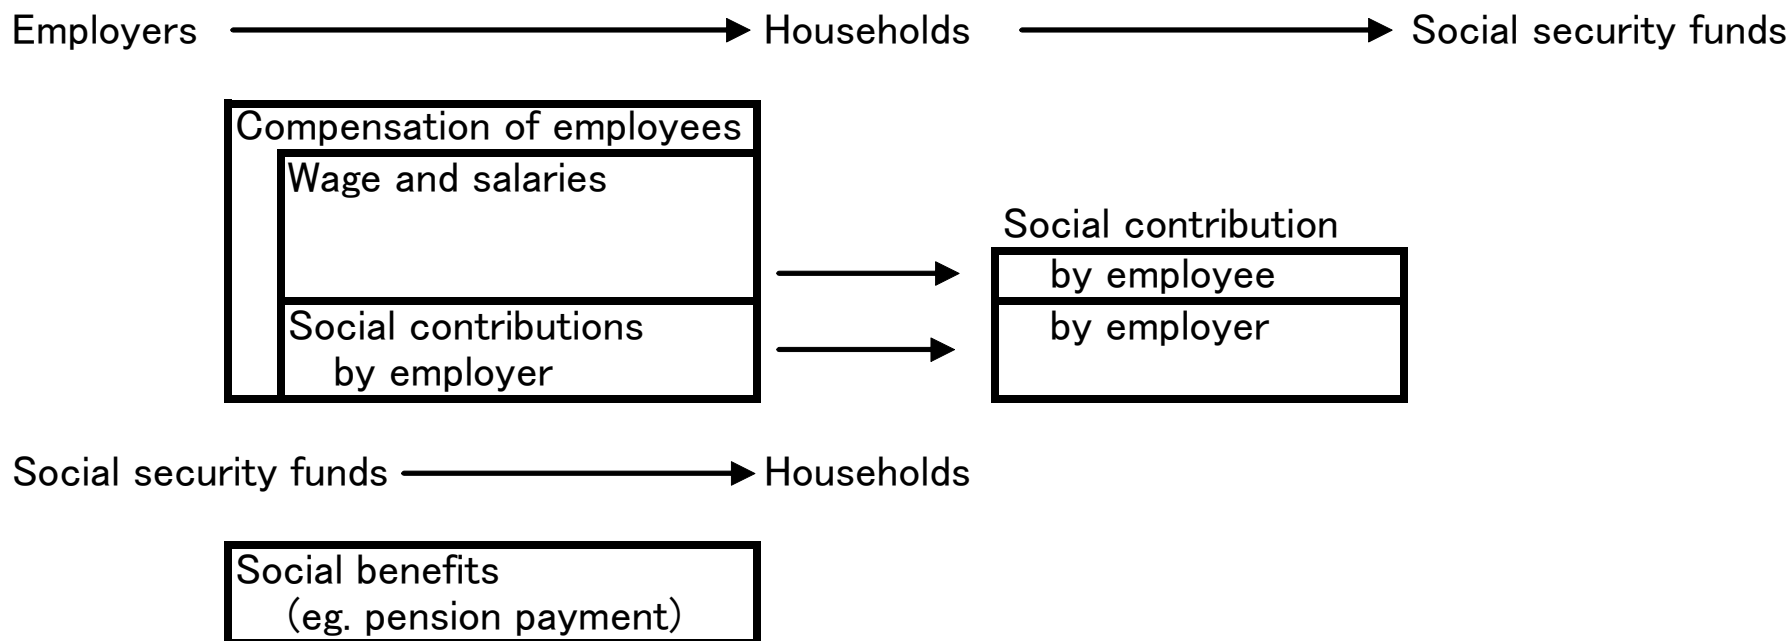 Employers Households Social security funds
Compensation of employees
Wage and salaries
Social contribution
by employee
Social contributions by employer
by employer
Social security funds Households
Social benefits
(eg. pension payment)